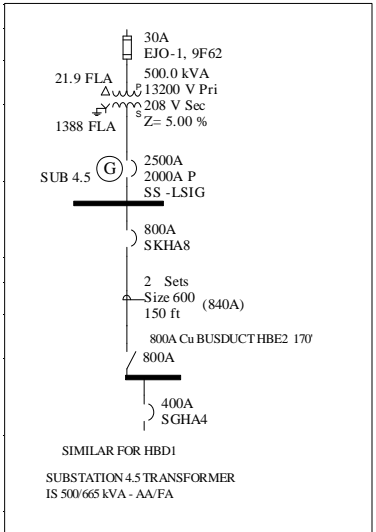 30A
EJO-1, 9F62
21.9 FLA
500.0 kVA
P
13200 V Pri
208 V Sec
S
1388 FLA
Z= 5.00 %
G
SUB 4.5
2500A
2000A P
SS -LSIG
800A
SKHA8
2 Sets
Size 600
(840A)
150 ft
800A Cu BUSDUCT HBE2 170'
800A
400A
SGHA4
SIMILAR FOR HBD1
SUBSTATION 4.5 TRANSFORMER
IS 500/665 kVA - AA/FA